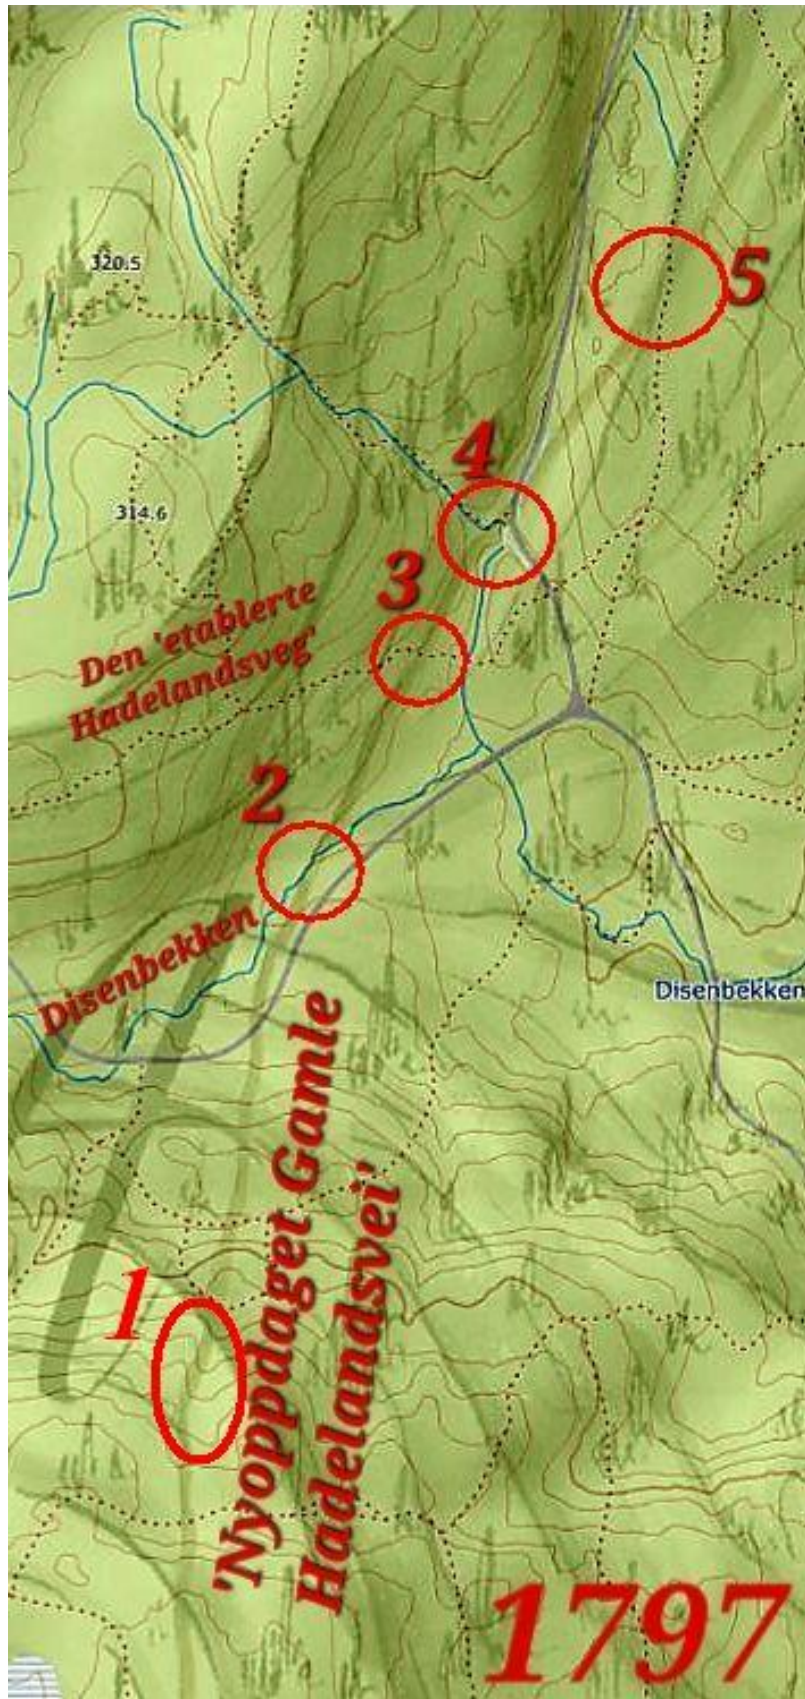 320.5
5
4
314.6
3
Den 'etablerte
Hadelandsveg'
2
Disenbekken
Disenbekken
1
'Nyoppdaget Gamle
Hadelandsvei'
1797